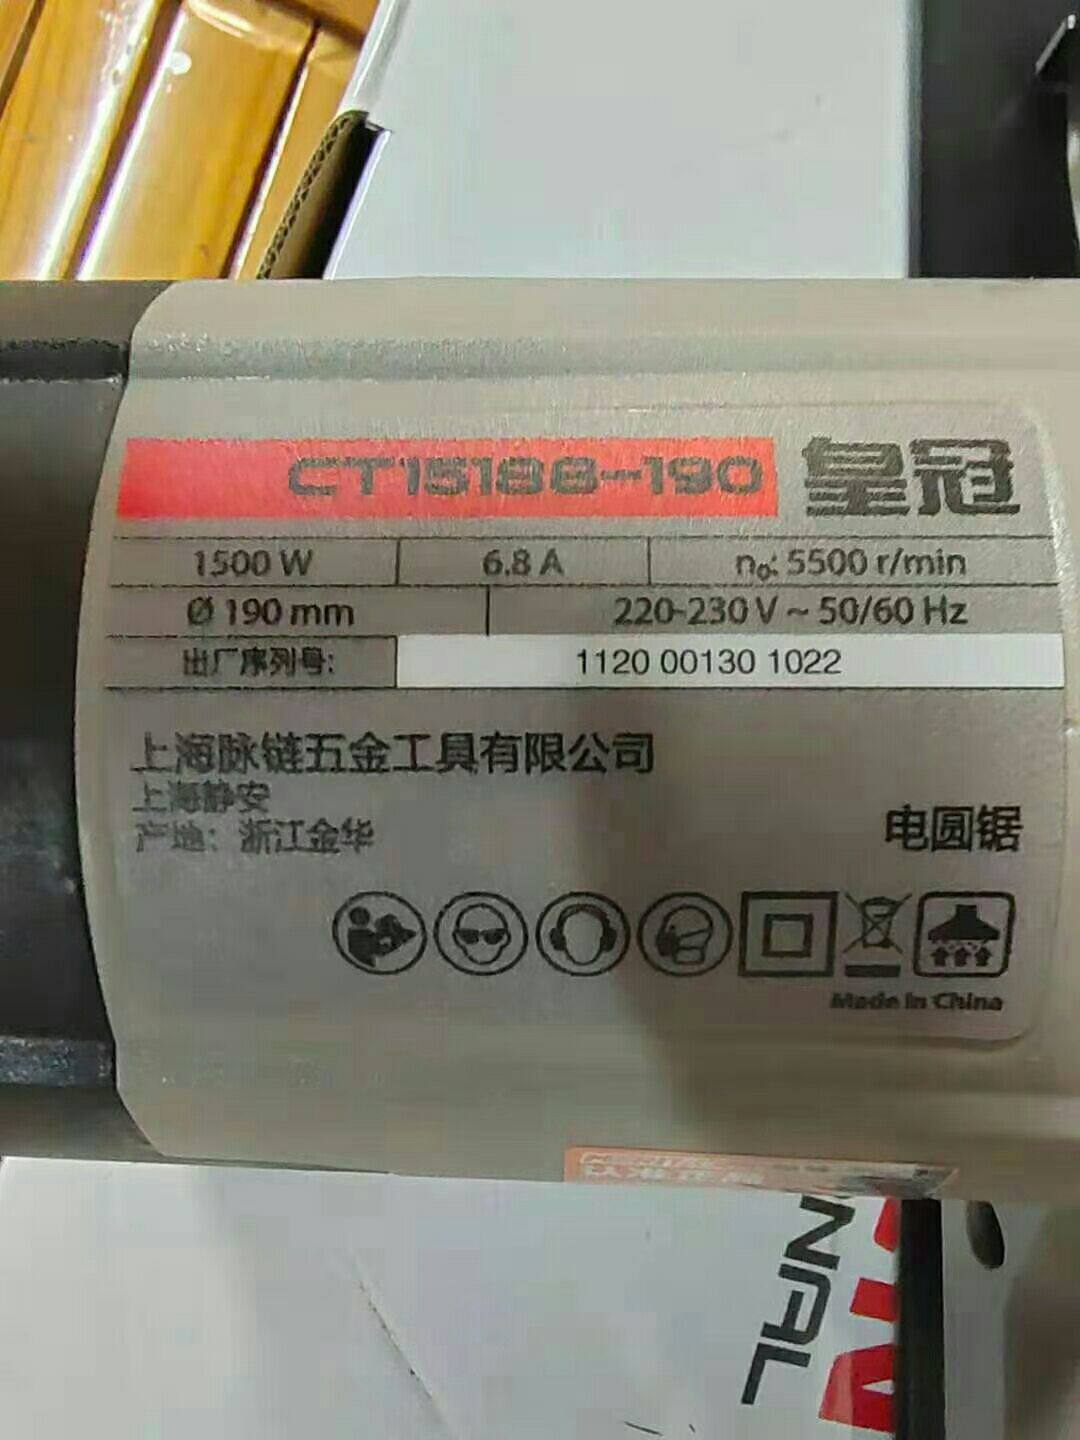 CT15188-190 皇冠
1500 W 6.8 A n₀: 5500 r/min
Ø 190 mm 220-230 V ~ 50/60 Hz
出厂序列号: 1120 00130 1022
上海脉链五金工具有限公司
上海静安
产地：浙江金华
电圆锯
Made in China
ONAL